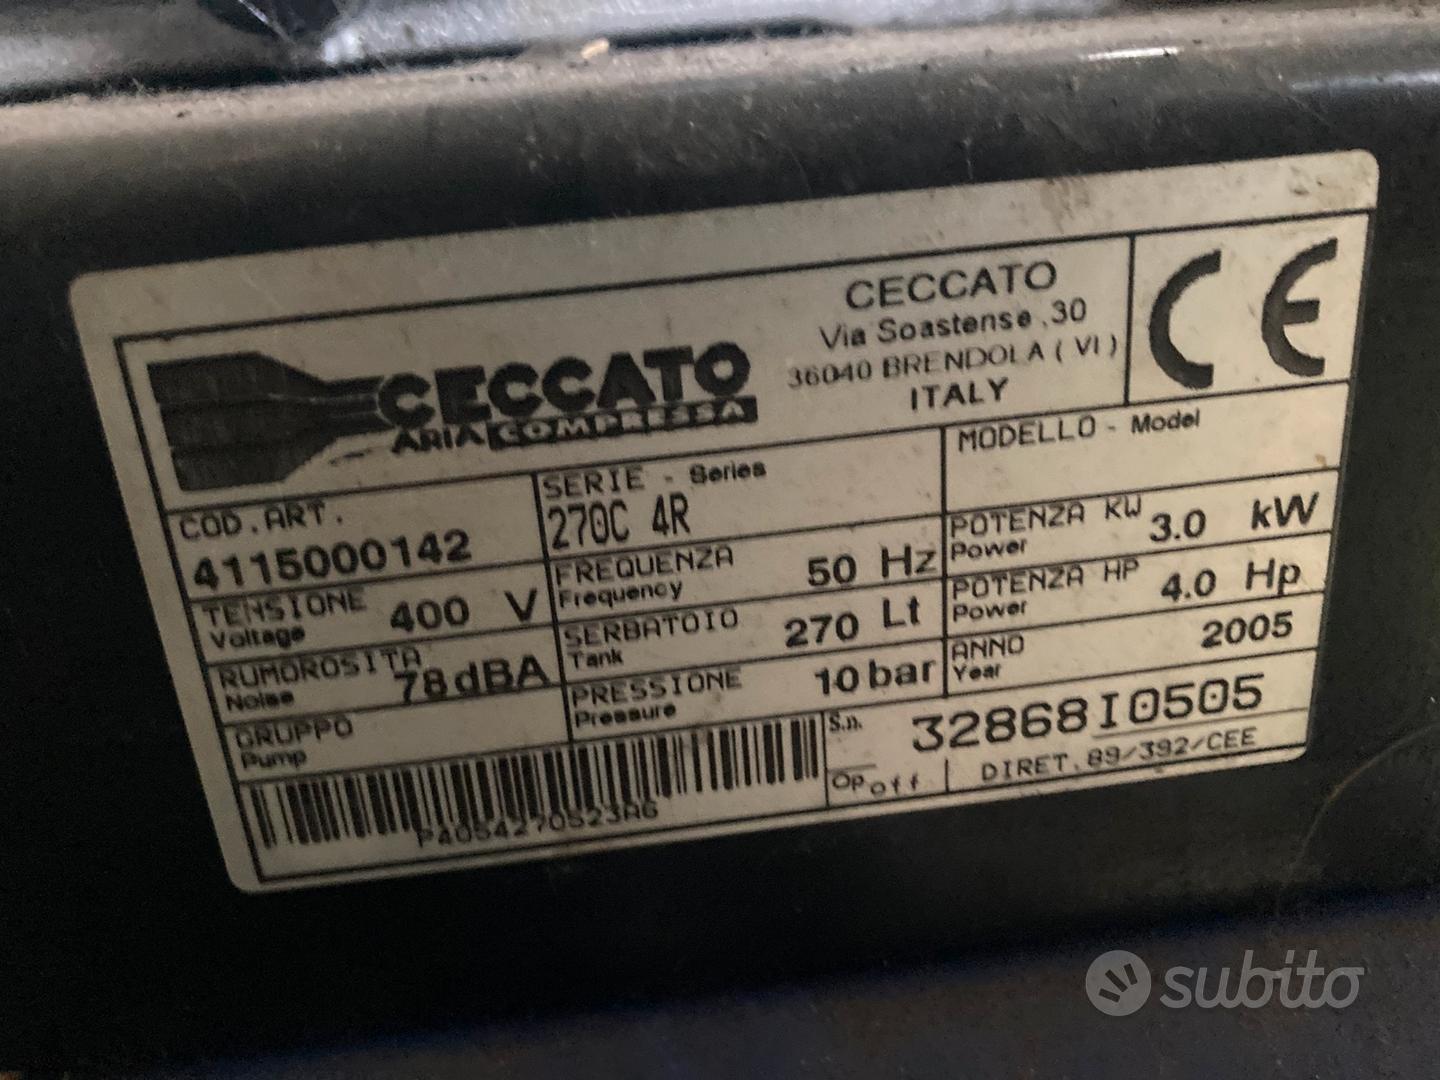 CECCATO
ARIA COMPRESSA
CECCATO
Via Soastense ,30
36040 BRENDOLA ( VI )
ITALY
CE
COD.ART.
4115000142
SERIE - Series
270C 4R
MODELLO - Model
TENSIONE
Voltage
400 V
FREQUENZA
Frequency
50 Hz
POTENZA KW
Power
3.0 kW
RUMOROSITA
Noise
78dBA
SERBATOIO
Tank
270 Lt
POTENZA HP
Power
4.0 Hp
GRUPPO
Pump
PRESSIONE
Pressure
10 bar
ANNO
Year
2005
S.n.
32868I0505
Op off
DIRET. 89/392/CEE
P4054270523A6
subito